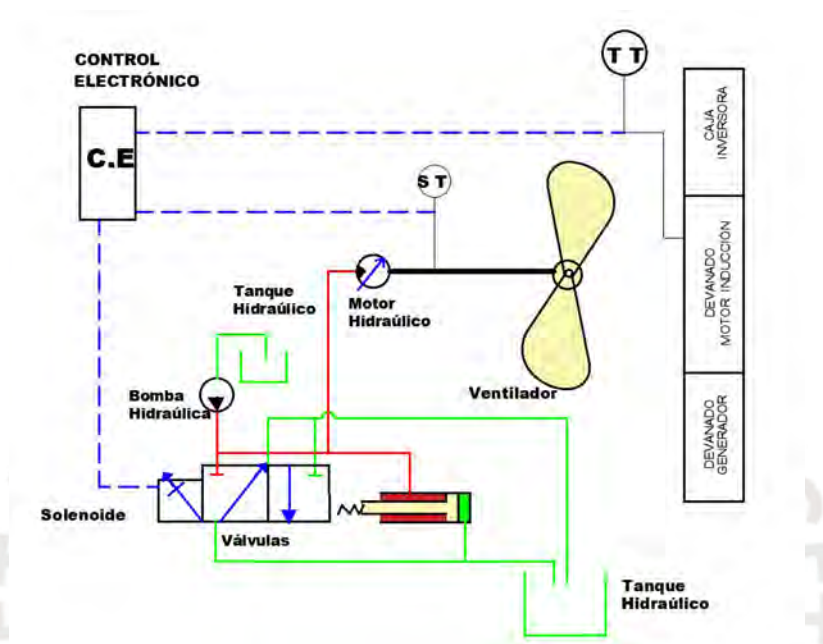 CONTROL
ELECTRÓNICO
C.E
T T
S T
CAJA
INVERSORA
DEVANADO
MOTOR INDUCCION
DEVANADO
GENERADOR
Tanque
Hidraúlico
Motor
Hidraúlico
Bomba
Hidraúlica
Ventilador
Solenoide
Válvulas
Tanque
Hidraúlico